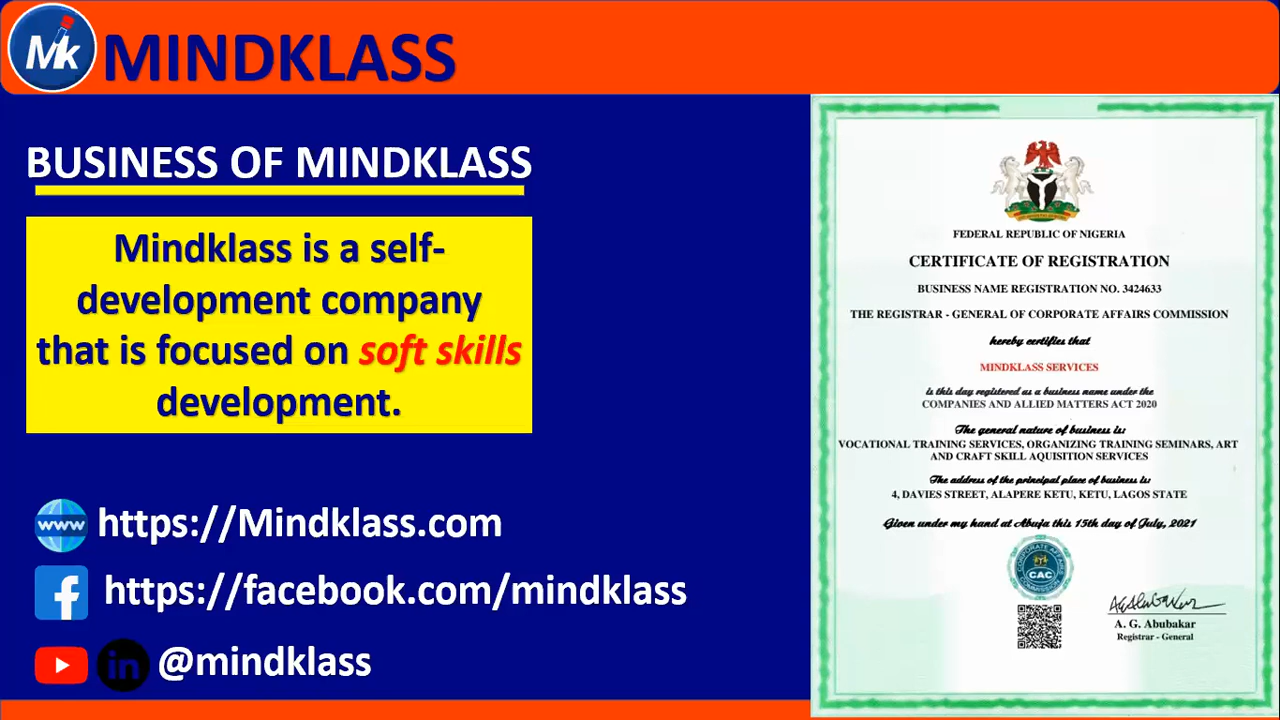 Mk MINDKLASS
BUSINESS OF MINDKLASS
Mindklass is a self-
development company
that is focused on soft skills
development.
www https://Mindklass.com
f https://facebook.com/mindklass
in @mindklass
FEDERAL REPUBLIC OF NIGERIA
CERTIFICATE OF REGISTRATION
BUSINESS NAME REGISTRATION NO. 3424633
THE REGISTRAR - GENERAL OF CORPORATE AFFAIRS COMMISSION
hereby certifies that
MINDKLASS SERVICES
is this day registered as a business name under the
COMPANIES AND ALLIED MATTERS ACT 2020
The general nature of business is:
VOCATIONAL TRAINING SERVICES, ORGANIZING TRAINING SEMINARS, ART
AND CRAFT SKILL AQUISITION SERVICES
The address of the principal place of business is:
4, DAVIES STREET, ALAPERE KETU, KETU, LAGOS STATE
Given under my hand at Abuja this 15th day of July, 2021
CORPORATE AFFAIRS
CAC
A. G. Abubakar
Registrar - General